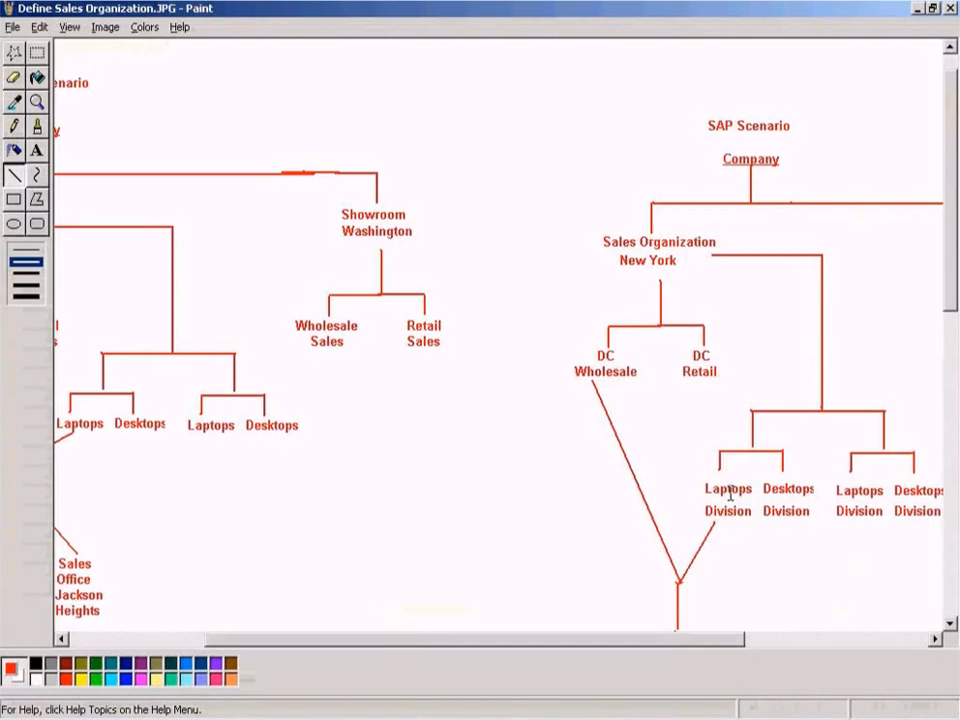 Define Sales Organization.JPG - Paint
File Edit View Image Colors Help
enario
y
SAP Scenario
Company
Showroom
Washington
Sales Organization
New York
Wholesale
Sales
Retail
Sales
l
s
DC
Wholesale
DC
Retail
Laptops Desktops Laptops Desktops
Laptops Desktops Laptops Desktops
Division Division Division Division
Sales
Office
Jackson
Heights
A
For Help, click Help Topics on the Help Menu.